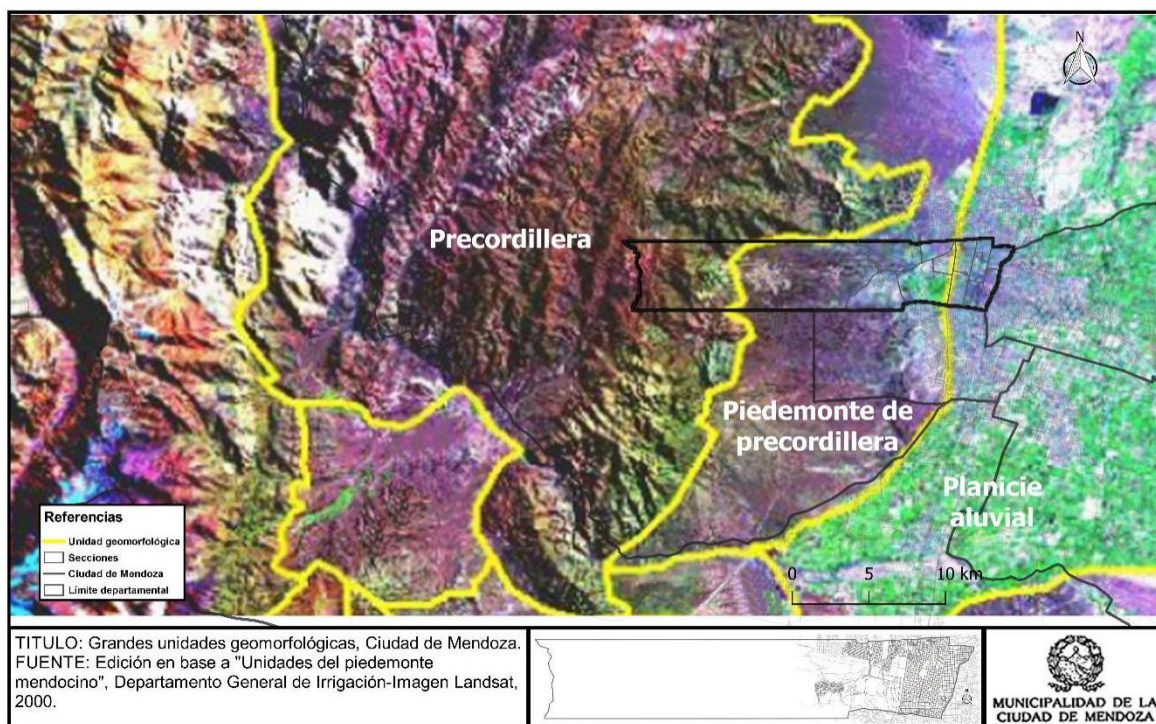 N
Precordillera
Piedemonte de
precordillera
Planicie
aluvial
0 5 10 km
Referencias
Unidad geomorfológica
Secciones
Ciudad de Mendoza
Límite departamental
TITULO: Grandes unidades geomorfológicas, Ciudad de Mendoza.
FUENTE: Edición en base a "Unidades del piedemonte
mendocino", Departamento General de Irrigación-Imagen Landsat,
2000.
MUNICIPALIDAD DE LA
CIUDAD DE MENDOZA